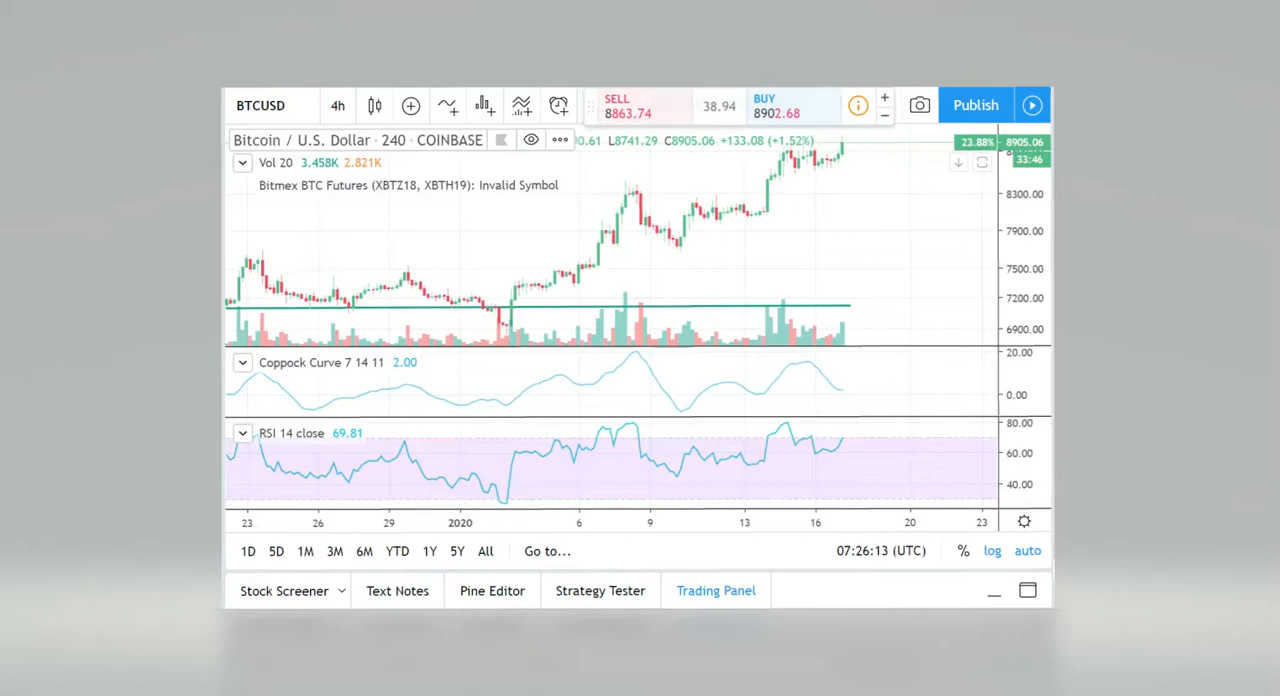 BTCUSD 4h SELL 8863.74 38.94 BUY 8902.68 Publish
Bitcoin / U.S. Dollar · 240 · COINBASE 0.61 L8741.29 C8905.06 +133.08 (+1.52%) 23.88% 8905.06
33:46
Vol 20 3.458K 2.821K
Bitmex BTC Futures (XBTZ18, XBTH19): Invalid Symbol
8300.00
7900.00
7500.00
7200.00
6900.00
20.00
Coppock Curve 7 14 11 2.00
0.00
80.00
RSI 14 close 69.81
60.00
40.00
23 26 29 2020 6 9 13 16 20 23
1D 5D 1M 3M 6M YTD 1Y 5Y All Go to... 07:26:13 (UTC) % log auto
Stock Screener Text Notes Pine Editor Strategy Tester Trading Panel